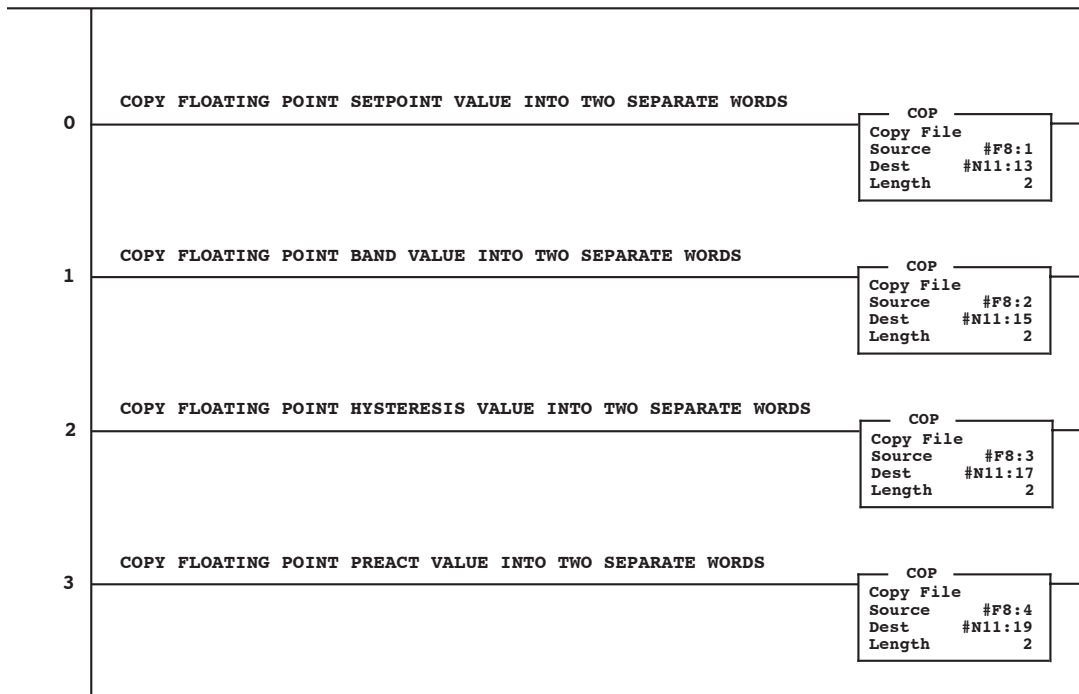 COPY FLOATING POINT SETPOINT VALUE INTO TWO SEPARATE WORDS
0
COP
Copy File
Source #F8:1
Dest #N11:13
Length 2
COPY FLOATING POINT BAND VALUE INTO TWO SEPARATE WORDS
1
COP
Copy File
Source #F8:2
Dest #N11:15
Length 2
COPY FLOATING POINT HYSTERESIS VALUE INTO TWO SEPARATE WORDS
2
COP
Copy File
Source #F8:3
Dest #N11:17
Length 2
COPY FLOATING POINT PREACT VALUE INTO TWO SEPARATE WORDS
3
COP
Copy File
Source #F8:4
Dest #N11:19
Length 2